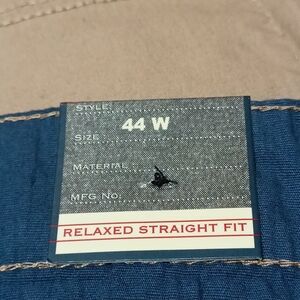 STYLE:
SIZE 44 W
MATERIAL:
MFG NO.
RELAXED STRAIGHT FIT